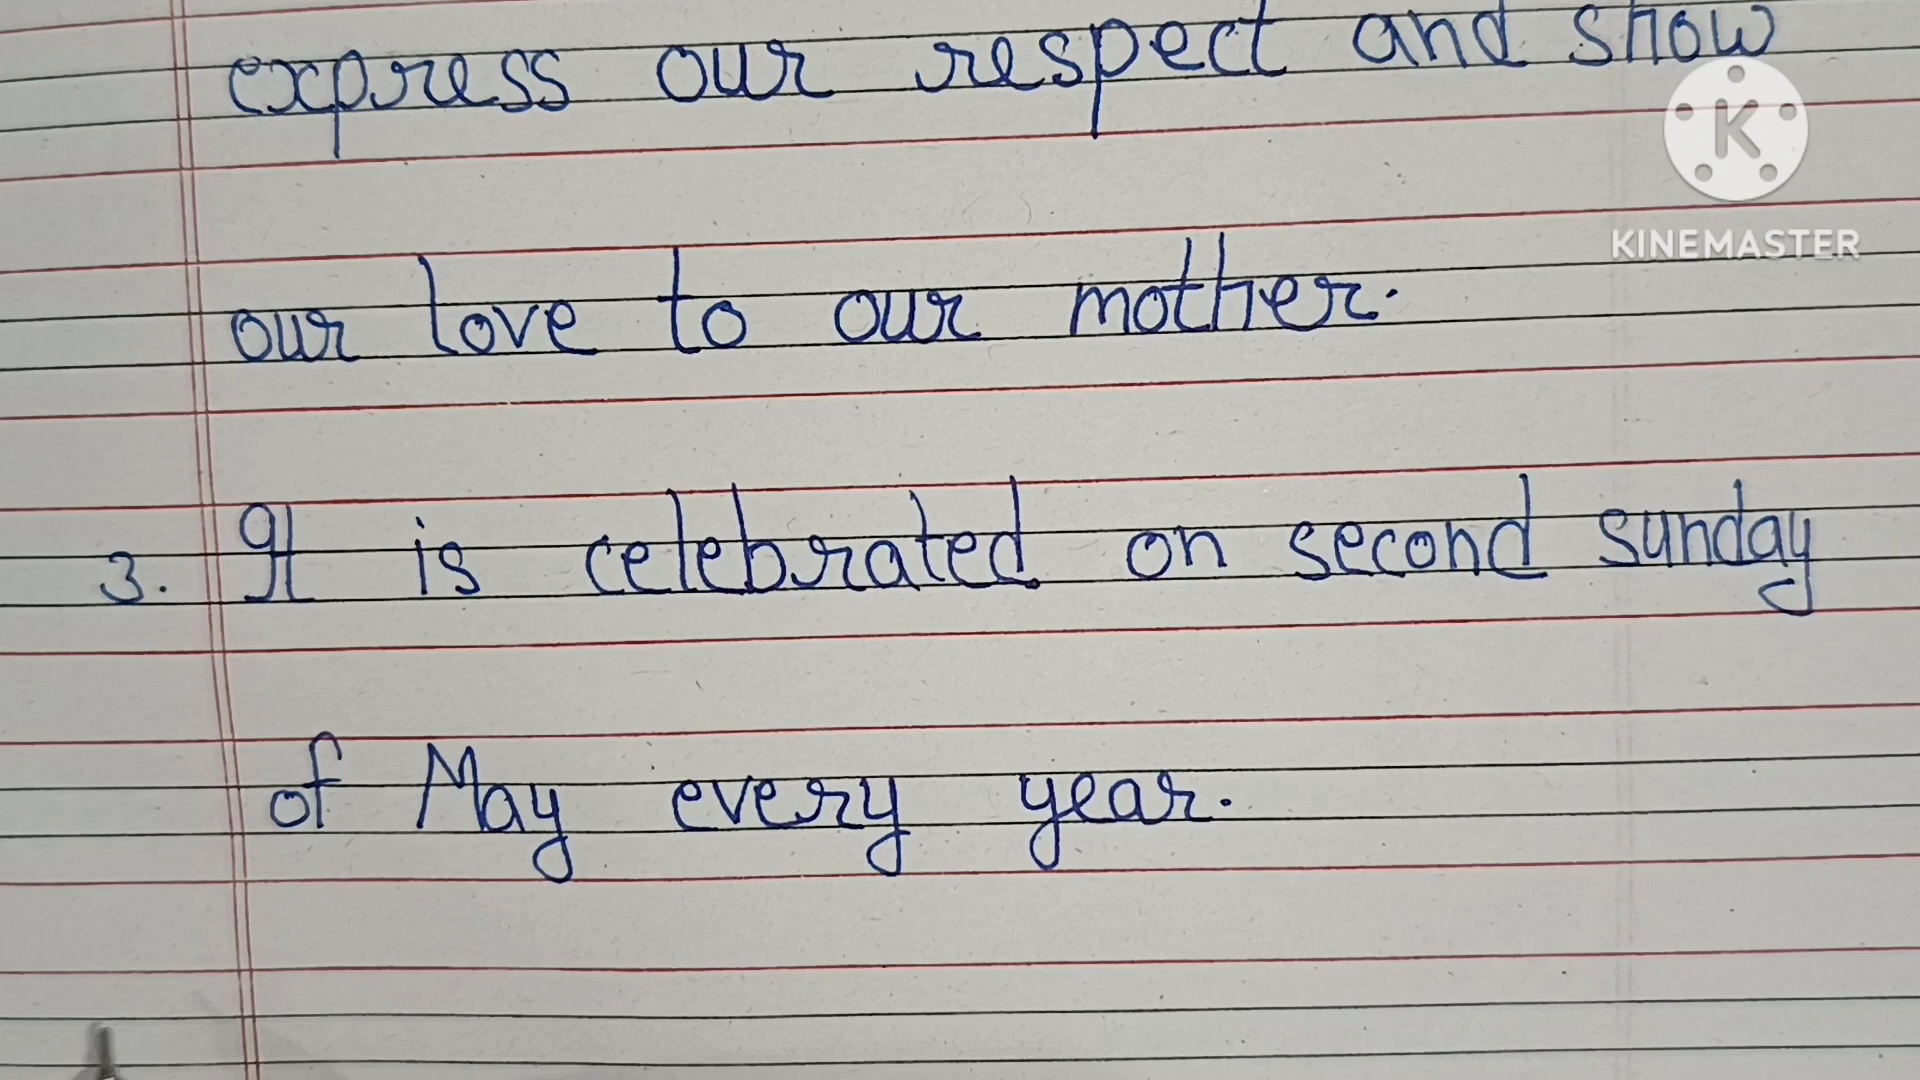 express our respect and show
K
KINEMASTER
our love to our mother.
3. It is celebrated on second sunday
of May every year.